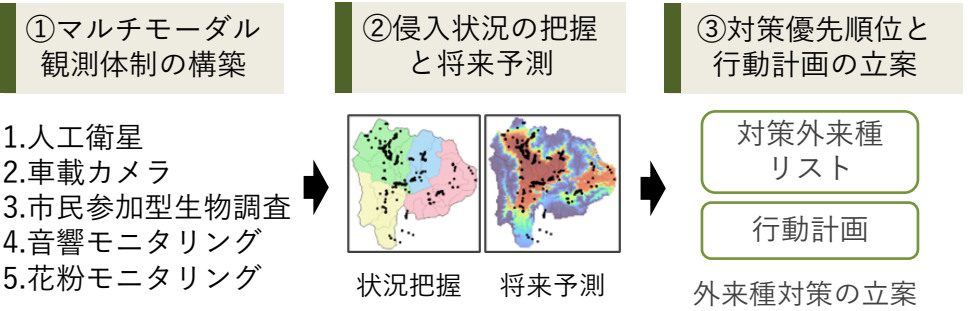 ①マルチモーダル
観測体制の構築
1.人工衛星
2.車載カメラ
3.市民参加型生物調査
4.音響モニタリング
5.花粉モニタリング
②侵入状況の把握
と将来予測
状況把握
将来予測
③対策優先順位と
行動計画の立案
対策外来種
リスト
行動計画
外来種対策の立案